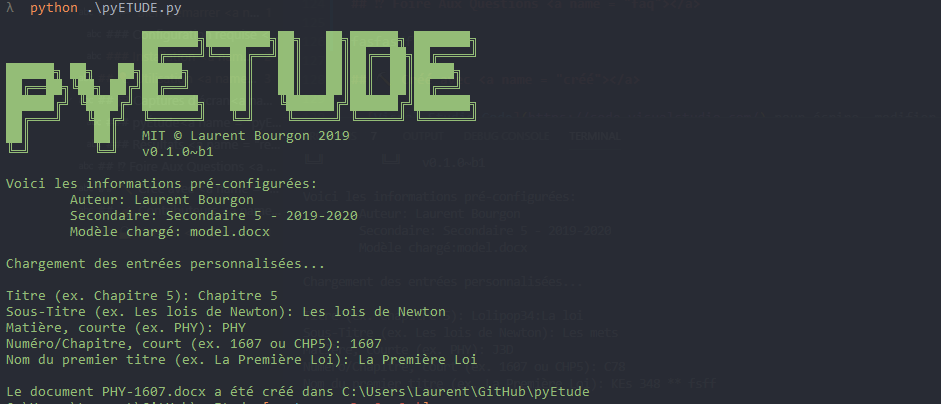 λ python .\pyETUDE.py
pyETUDE
MIT © Laurent Bourgon 2019
v0.1.0~b1
Voici les informations pré-configurées:
Auteur: Laurent Bourgon
Secondaire: Secondaire 5 - 2019-2020
Modèle chargé: model.docx
Chargement des entrées personnalisées...
Titre (ex. Chapitre 5): Chapitre 5
Sous-Titre (ex. Les lois de Newton): Les lois de Newton
Matière, courte (ex. PHY): PHY
Numéro/Chapitre, court (ex. 1607 ou CHP5): 1607
Nom du premier titre (ex. La Première Loi): La Première Loi
Le document PHY-1607.docx a été créé dans C:\Users\Laurent\GitHub\pyEtude